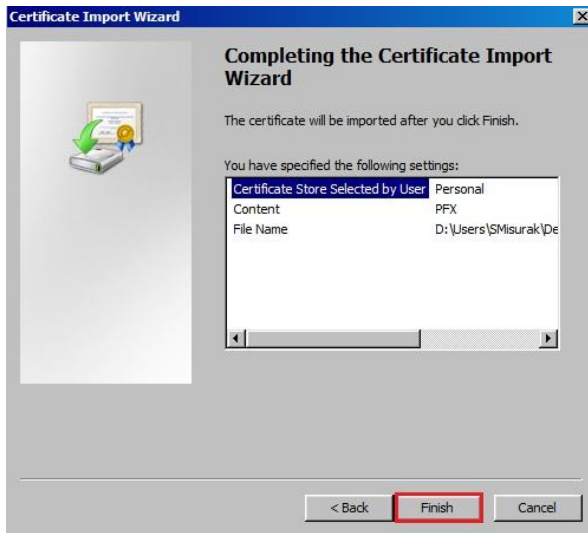 Certificate Import Wizard
Completing the Certificate Import
Wizard
The certificate will be imported after you click Finish.
You have specified the following settings:
Certificate Store Selected by User Personal
Content PFX
File Name D:\Users\SMisurak\De
< Back Finish Cancel